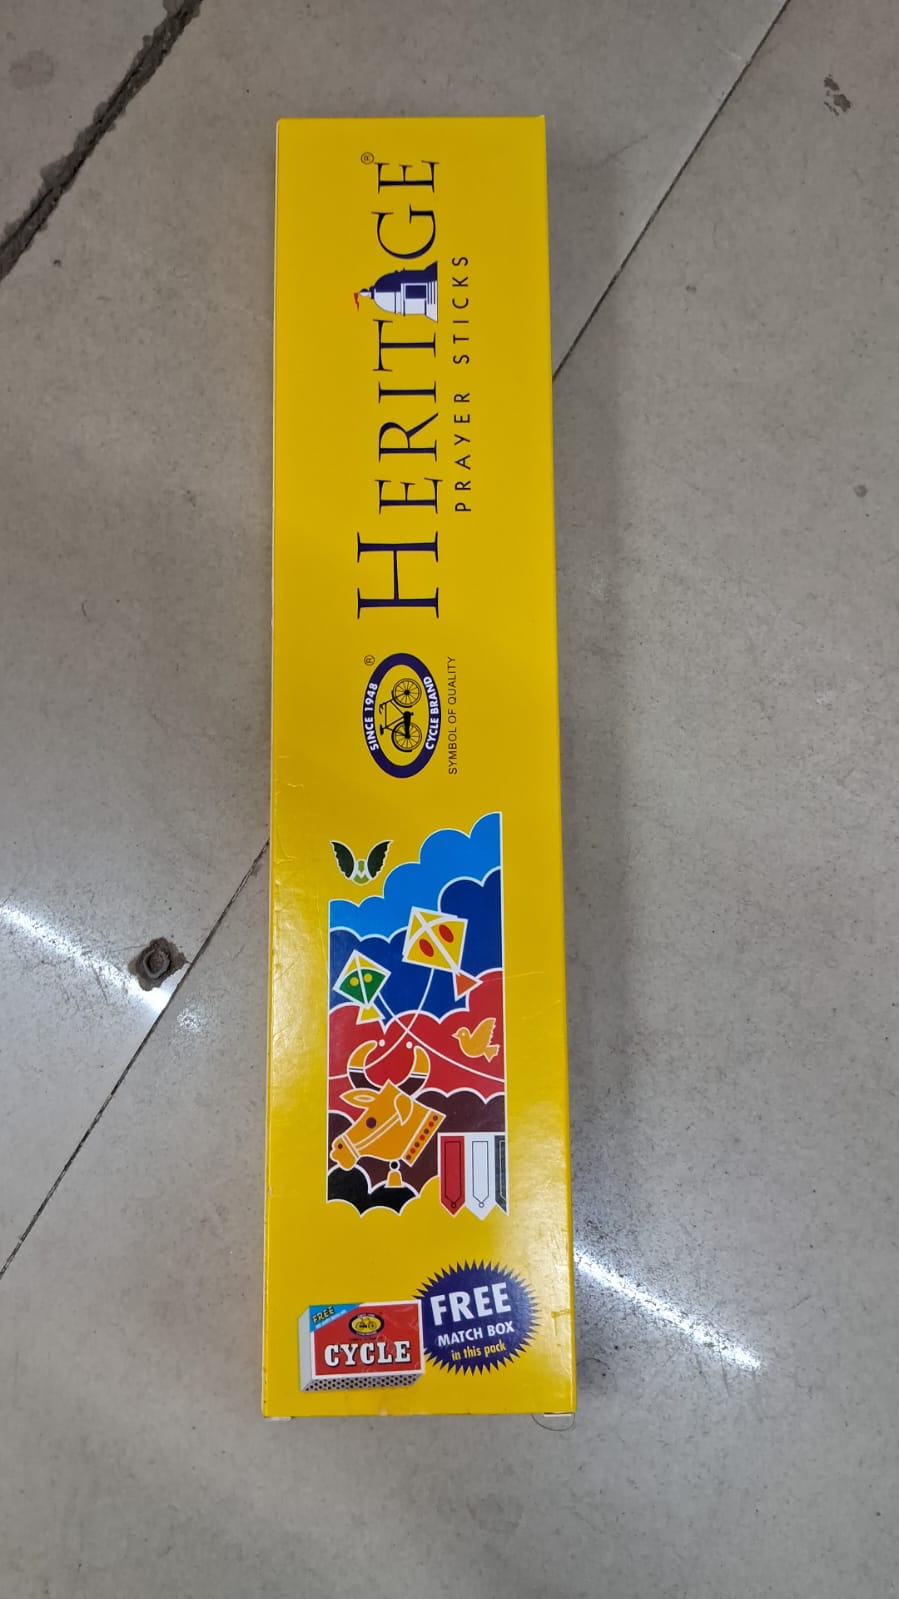 HERITAGE®
PRAYER STICKS
®
SINCE 1948
CYCLE BRAND
SYMBOL OF QUALITY
FREE
CYCLE
FREE
MATCH BOX
in this pack